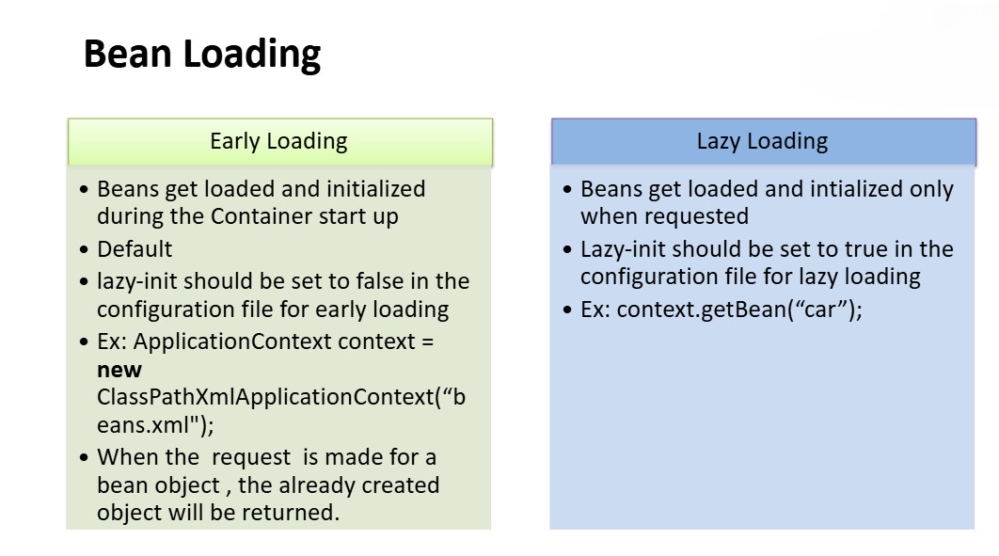 Bean Loading
Early Loading
• Beans get loaded and initialized
during the Container start up
• Default
• lazy-init should be set to false in the
configuration file for early loading
• Ex: ApplicationContext context =
new
ClassPathXmlApplicationContext(“b
eans.xml");
• When the  request  is made for a
bean object , the already created
object will be returned.
Lazy Loading
• Beans get loaded and intialized only
when requested
• Lazy-init should be set to true in the
configuration file for lazy loading
• Ex: context.getBean(“car”);